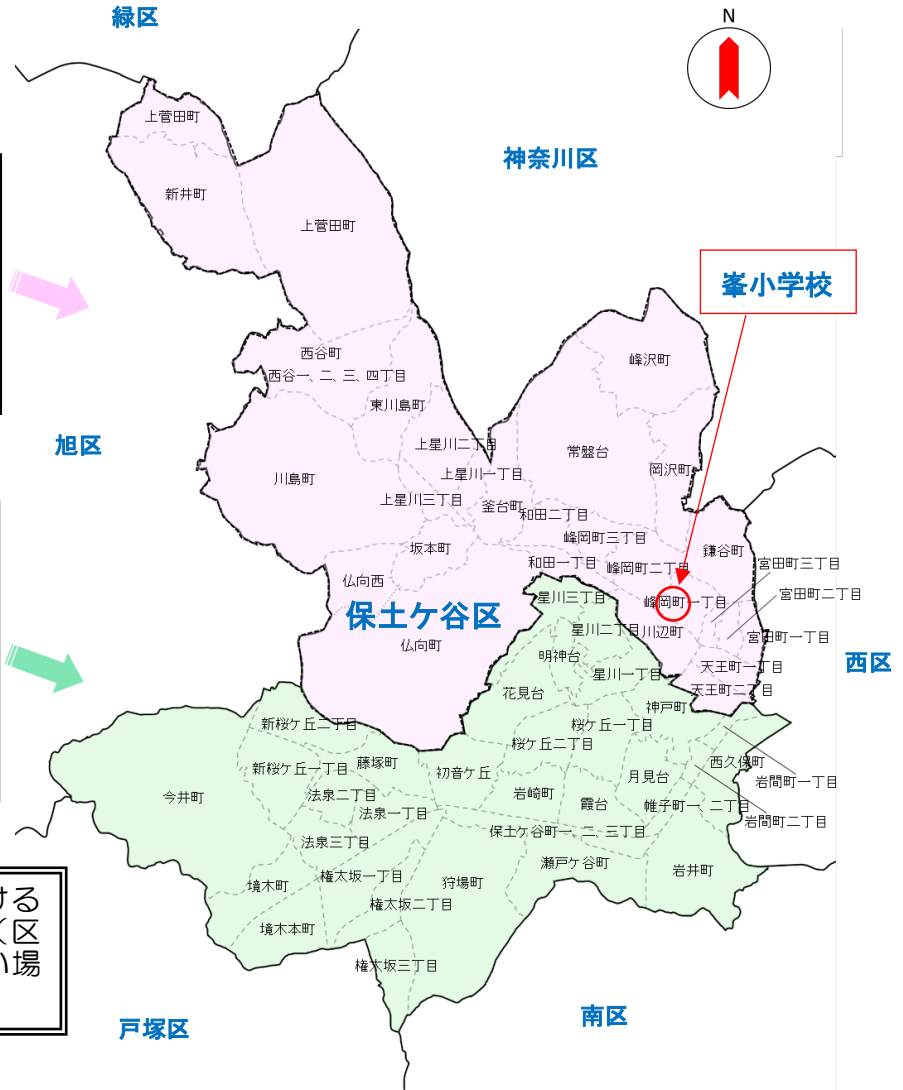 緑区
N
上菅田町
神奈川区
新井町
上菅田町
峯小学校
西谷町
峰沢町
西谷一、二、三、四丁目
東川島町
旭区
上星川二丁目
常盤台
上星川一丁目
岡沢町
川島町
上星川三丁目
釜台町
和田二丁目
峰岡町三丁目
坂本町
鎌谷町
和田一丁目
峰岡町二丁目
宮田町三丁目
仏向西
宮田町二丁目
星川三丁目
峰岡町一丁目
保土ケ谷区
星川二丁目
川辺町
宮田町一丁目
仏向町
明神台
西区
天王町一丁目
星川一丁目
天王町二丁目
花見台
神戸町
新桜ケ丘二丁目
桜ケ丘一丁目
桜ケ丘二丁目
藤塚町
西久保町
新桜ケ丘一丁目
初音ケ丘
月見台
岩間町一丁目
今井町
法泉二丁目
岩崎町
霞台
帷子町一、二丁目
法泉一丁目
岩間町二丁目
保土ケ谷町一、二、三丁目
法泉三丁目
瀬戸ケ谷町
岩井町
権太坂一丁目
狩場町
境木町
ける
権太坂二丁目
く区
境木本町
い場
権太坂三丁目
南区
戸塚区